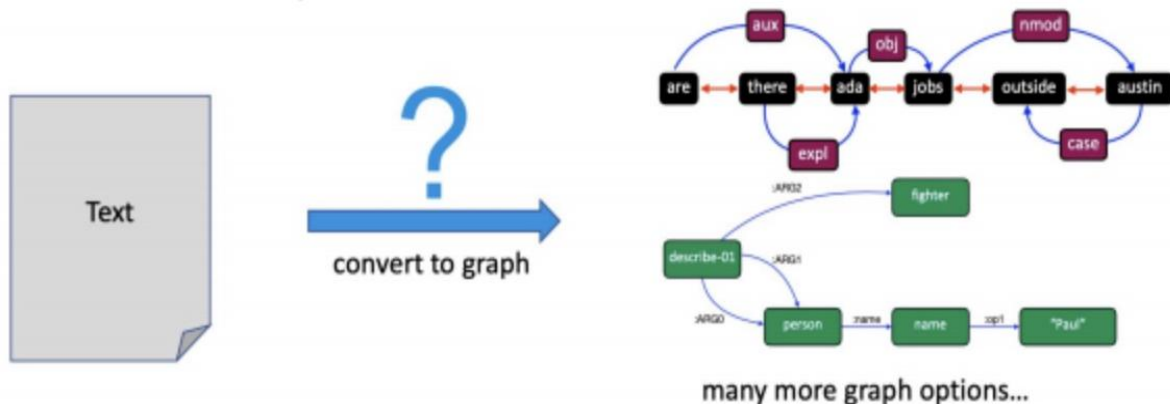 Text
?
convert to graph
aux
obj
nmod
are there ada jobs outside austin
expl
case
:ARG2
fighter
describe-01
:ARG1
:ARG0
person
:name
name
:op1
"Paul"
many more graph options...